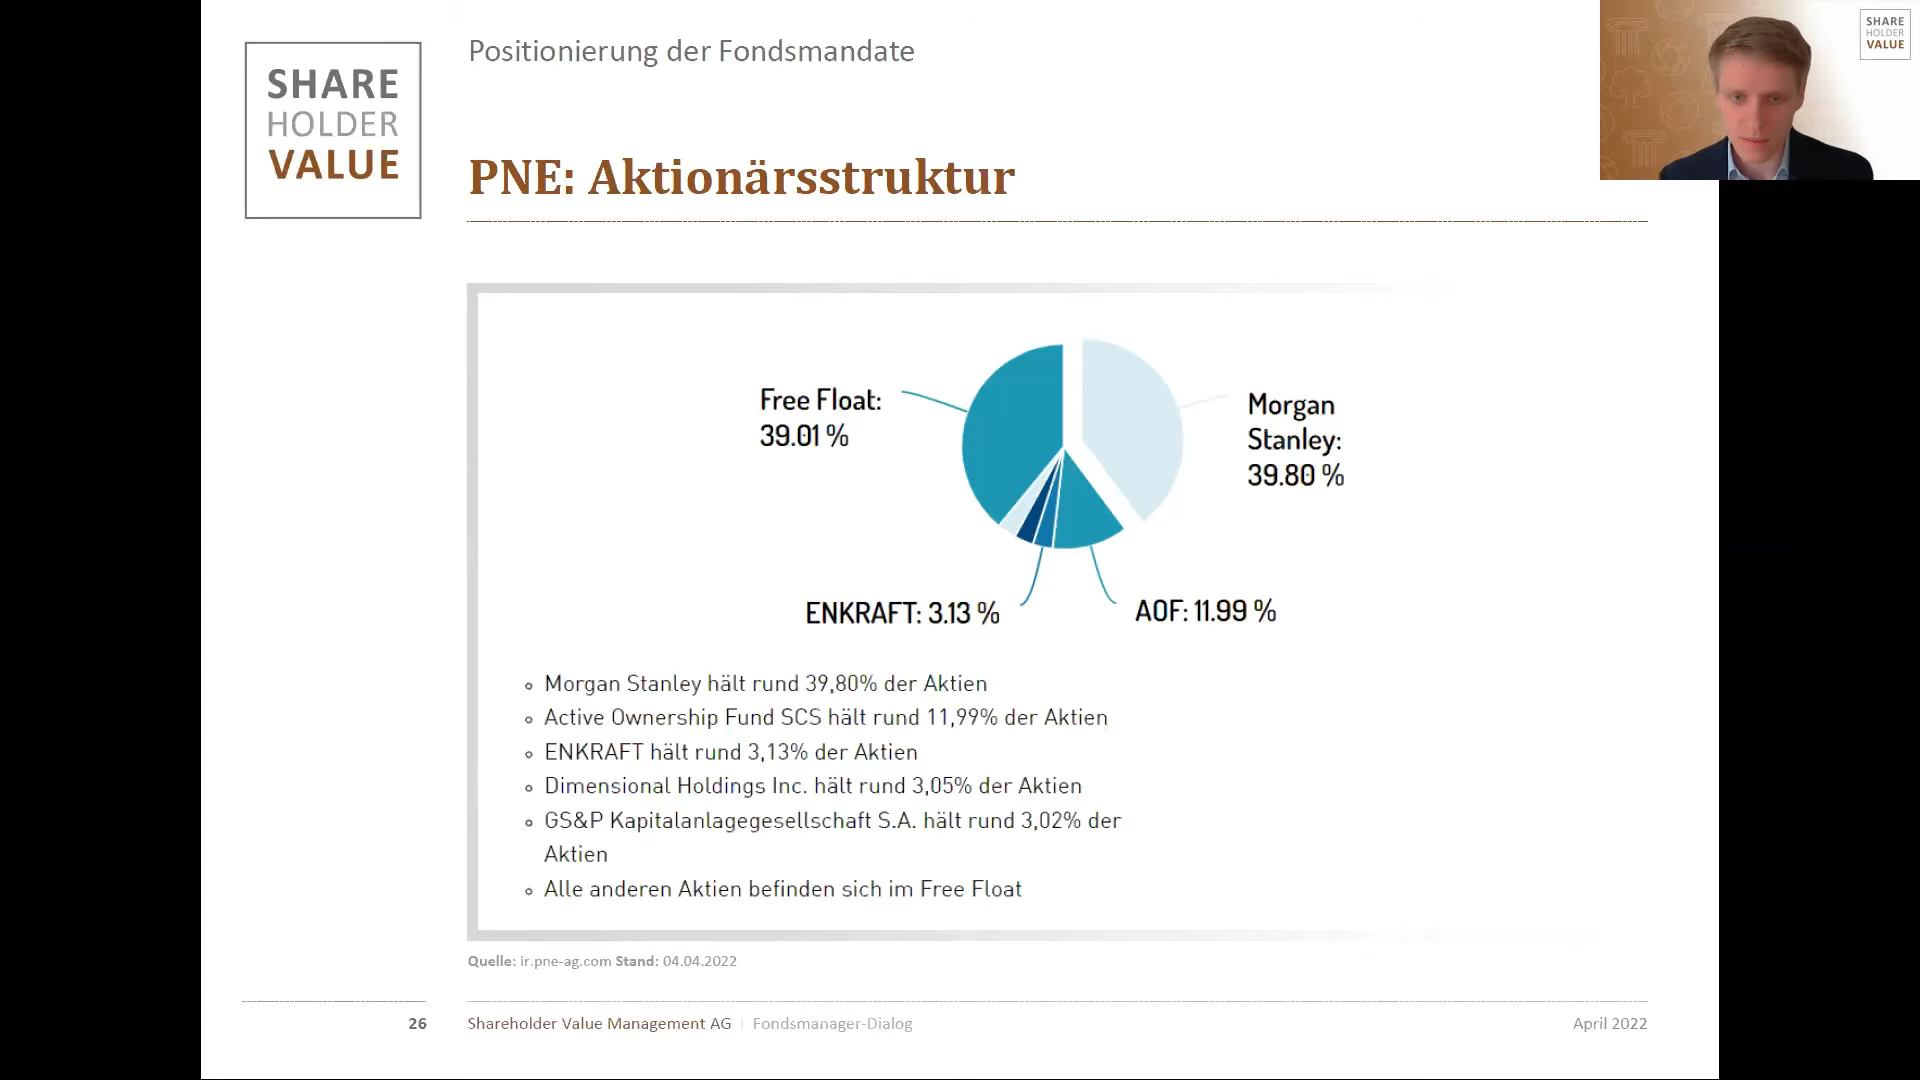 SHARE
HOLDER
VALUE
Positionierung der Fondsmandate
SHARE
HOLDER
VALUE
PNE: Aktionärsstruktur
Free Float:
39.01 %
Morgan
Stanley:
39.80 %
ENKRAFT: 3.13 %
AOF: 11.99 %
Morgan Stanley hält rund 39,80% der Aktien
Active Ownership Fund SCS hält rund 11,99% der Aktien
ENKRAFT hält rund 3,13% der Aktien
Dimensional Holdings Inc. hält rund 3,05% der Aktien
GS&P Kapitalanlagegesellschaft S.A. hält rund 3,02% der
Aktien
Alle anderen Aktien befinden sich im Free Float
Quelle: ir.pne-ag.com Stand: 04.04.2022
26
Shareholder Value Management AG | Fondsmanager-Dialog
April 2022